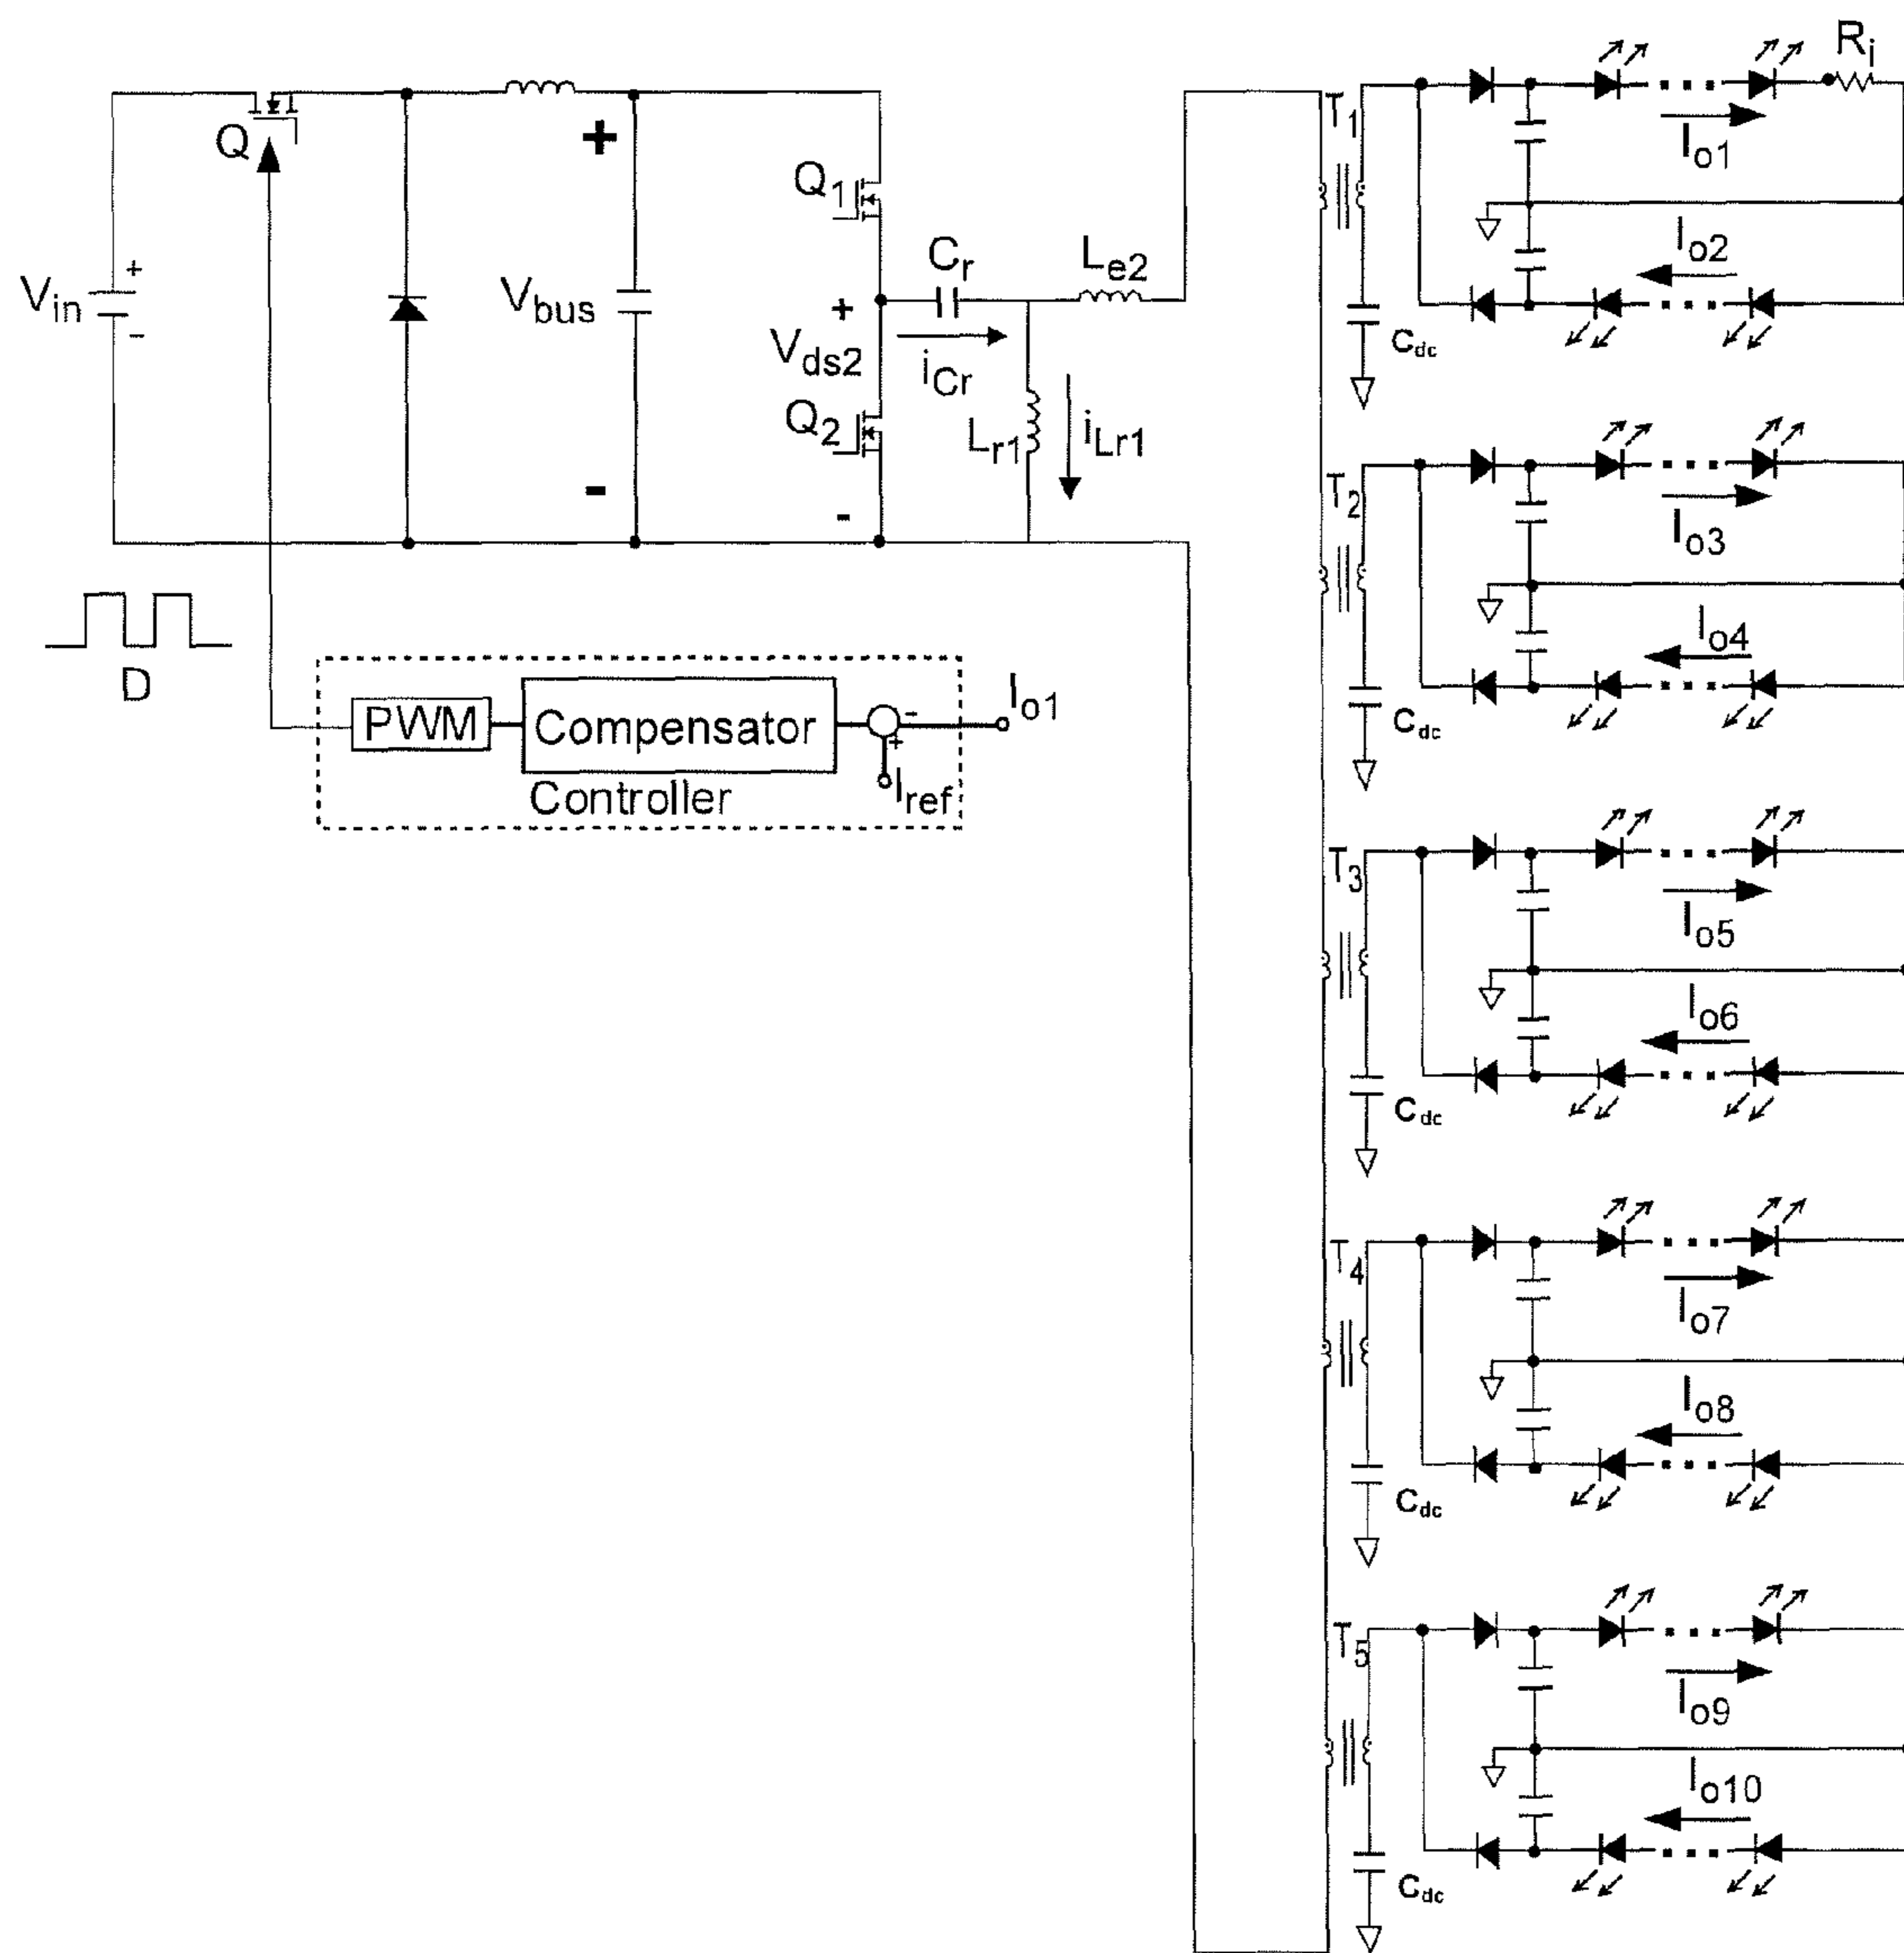 Ri
T1
Io1
Q
+
Q1
Cr
Le2
Io2
Vin
+
-
Vbus
+
Vds2
iCr
Cdc
Q2
Lr1
iLr1
-
-
T2
Io3
D
Io4
PWM
Compensator
-
+
Io1
Controller
Iref
Cdc
T3
Io5
Io6
Cdc
T4
Io7
Io8
Cdc
T5
Io9
Io10
Cdc